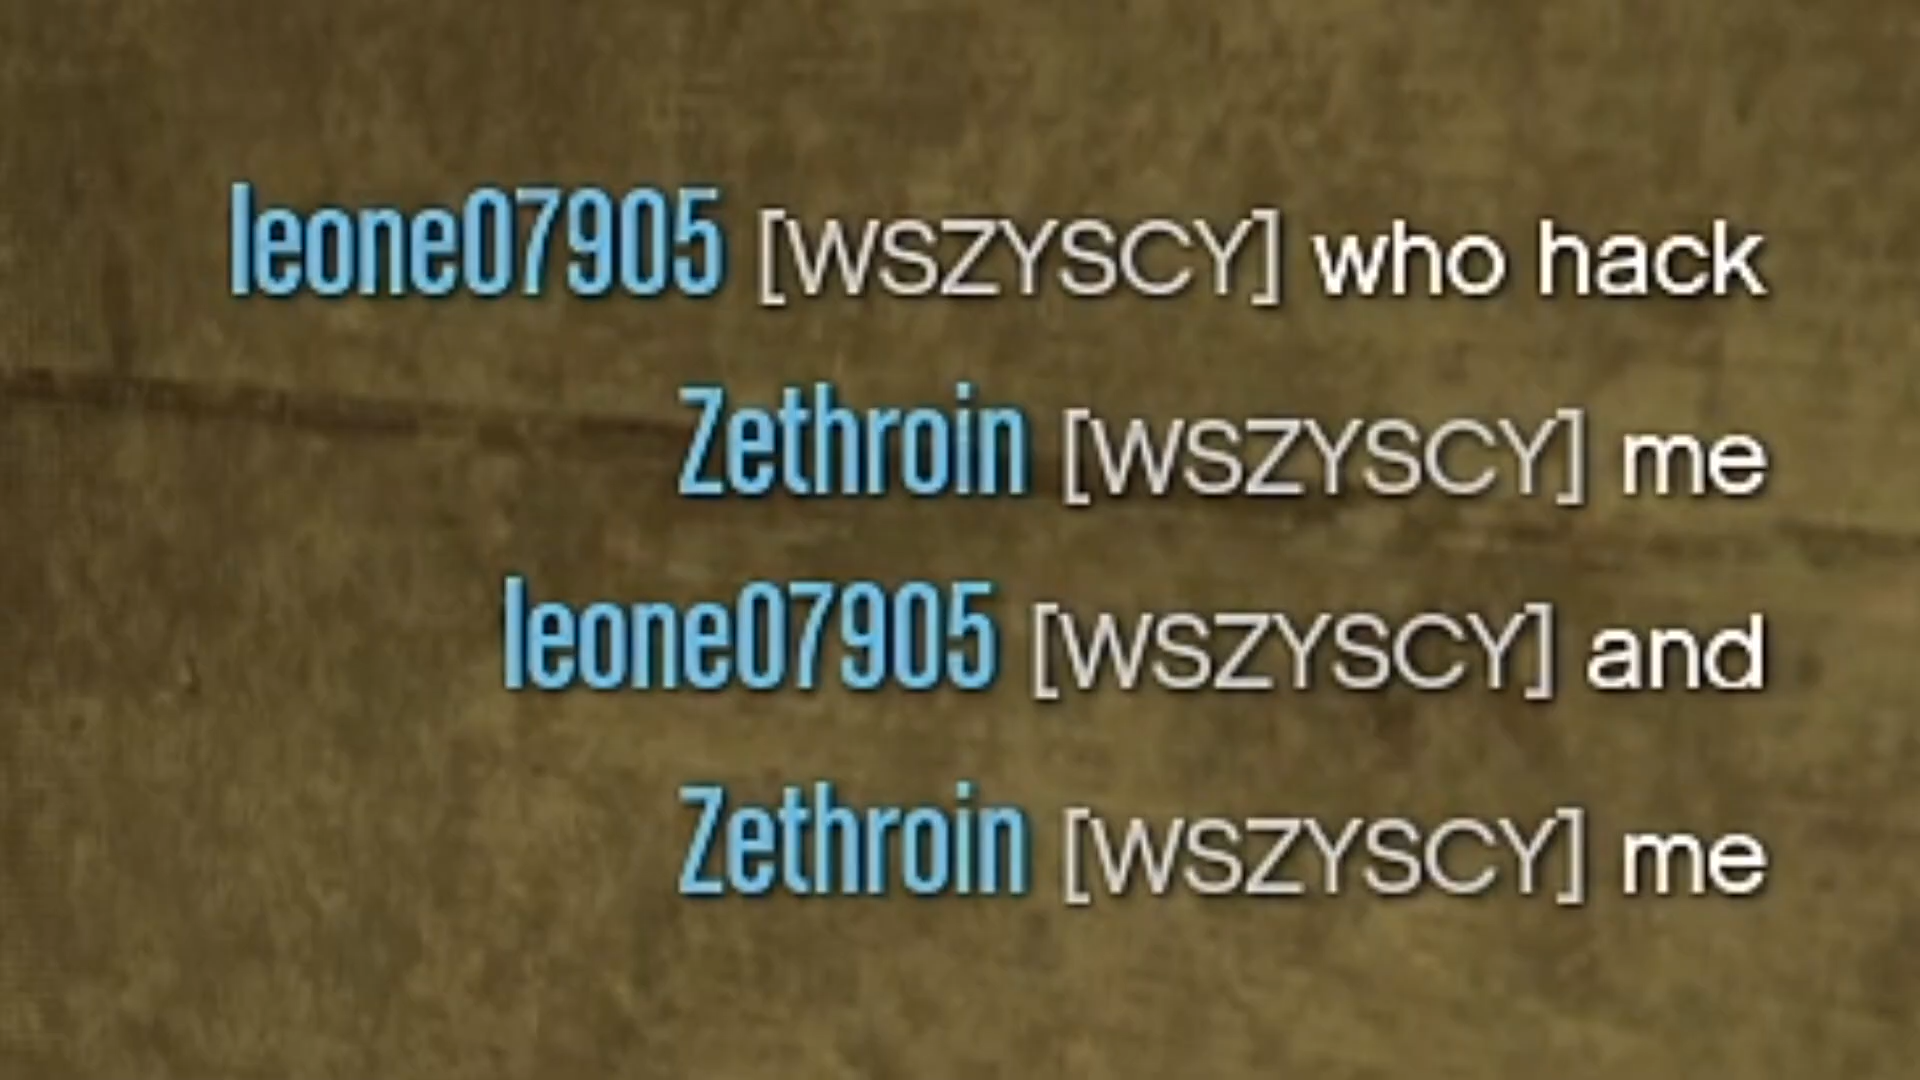 leone07905 [WSZYSCY] who hack
Zethroin [WSZYSCY] me
leone07905 [WSZYSCY] and
Zethroin [WSZYSCY] me